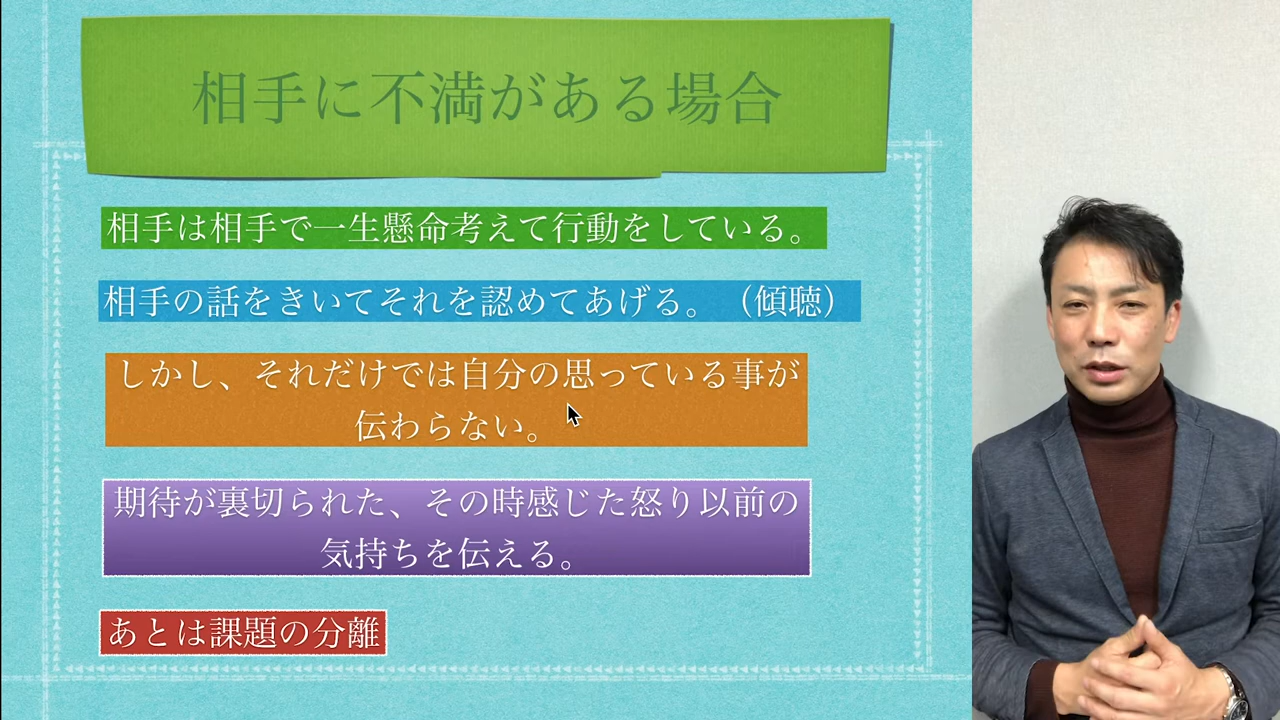 相手に不満がある場合
相手は相手で一生懸命考えて行動をしている。
相手の話をきいてそれを認めてあげる。（傾聴）
しかし、それだけでは自分の思っている事が
伝わらない。
期待が裏切られた、その時感じた怒り以前の
気持ちを伝える。
あとは課題の分離